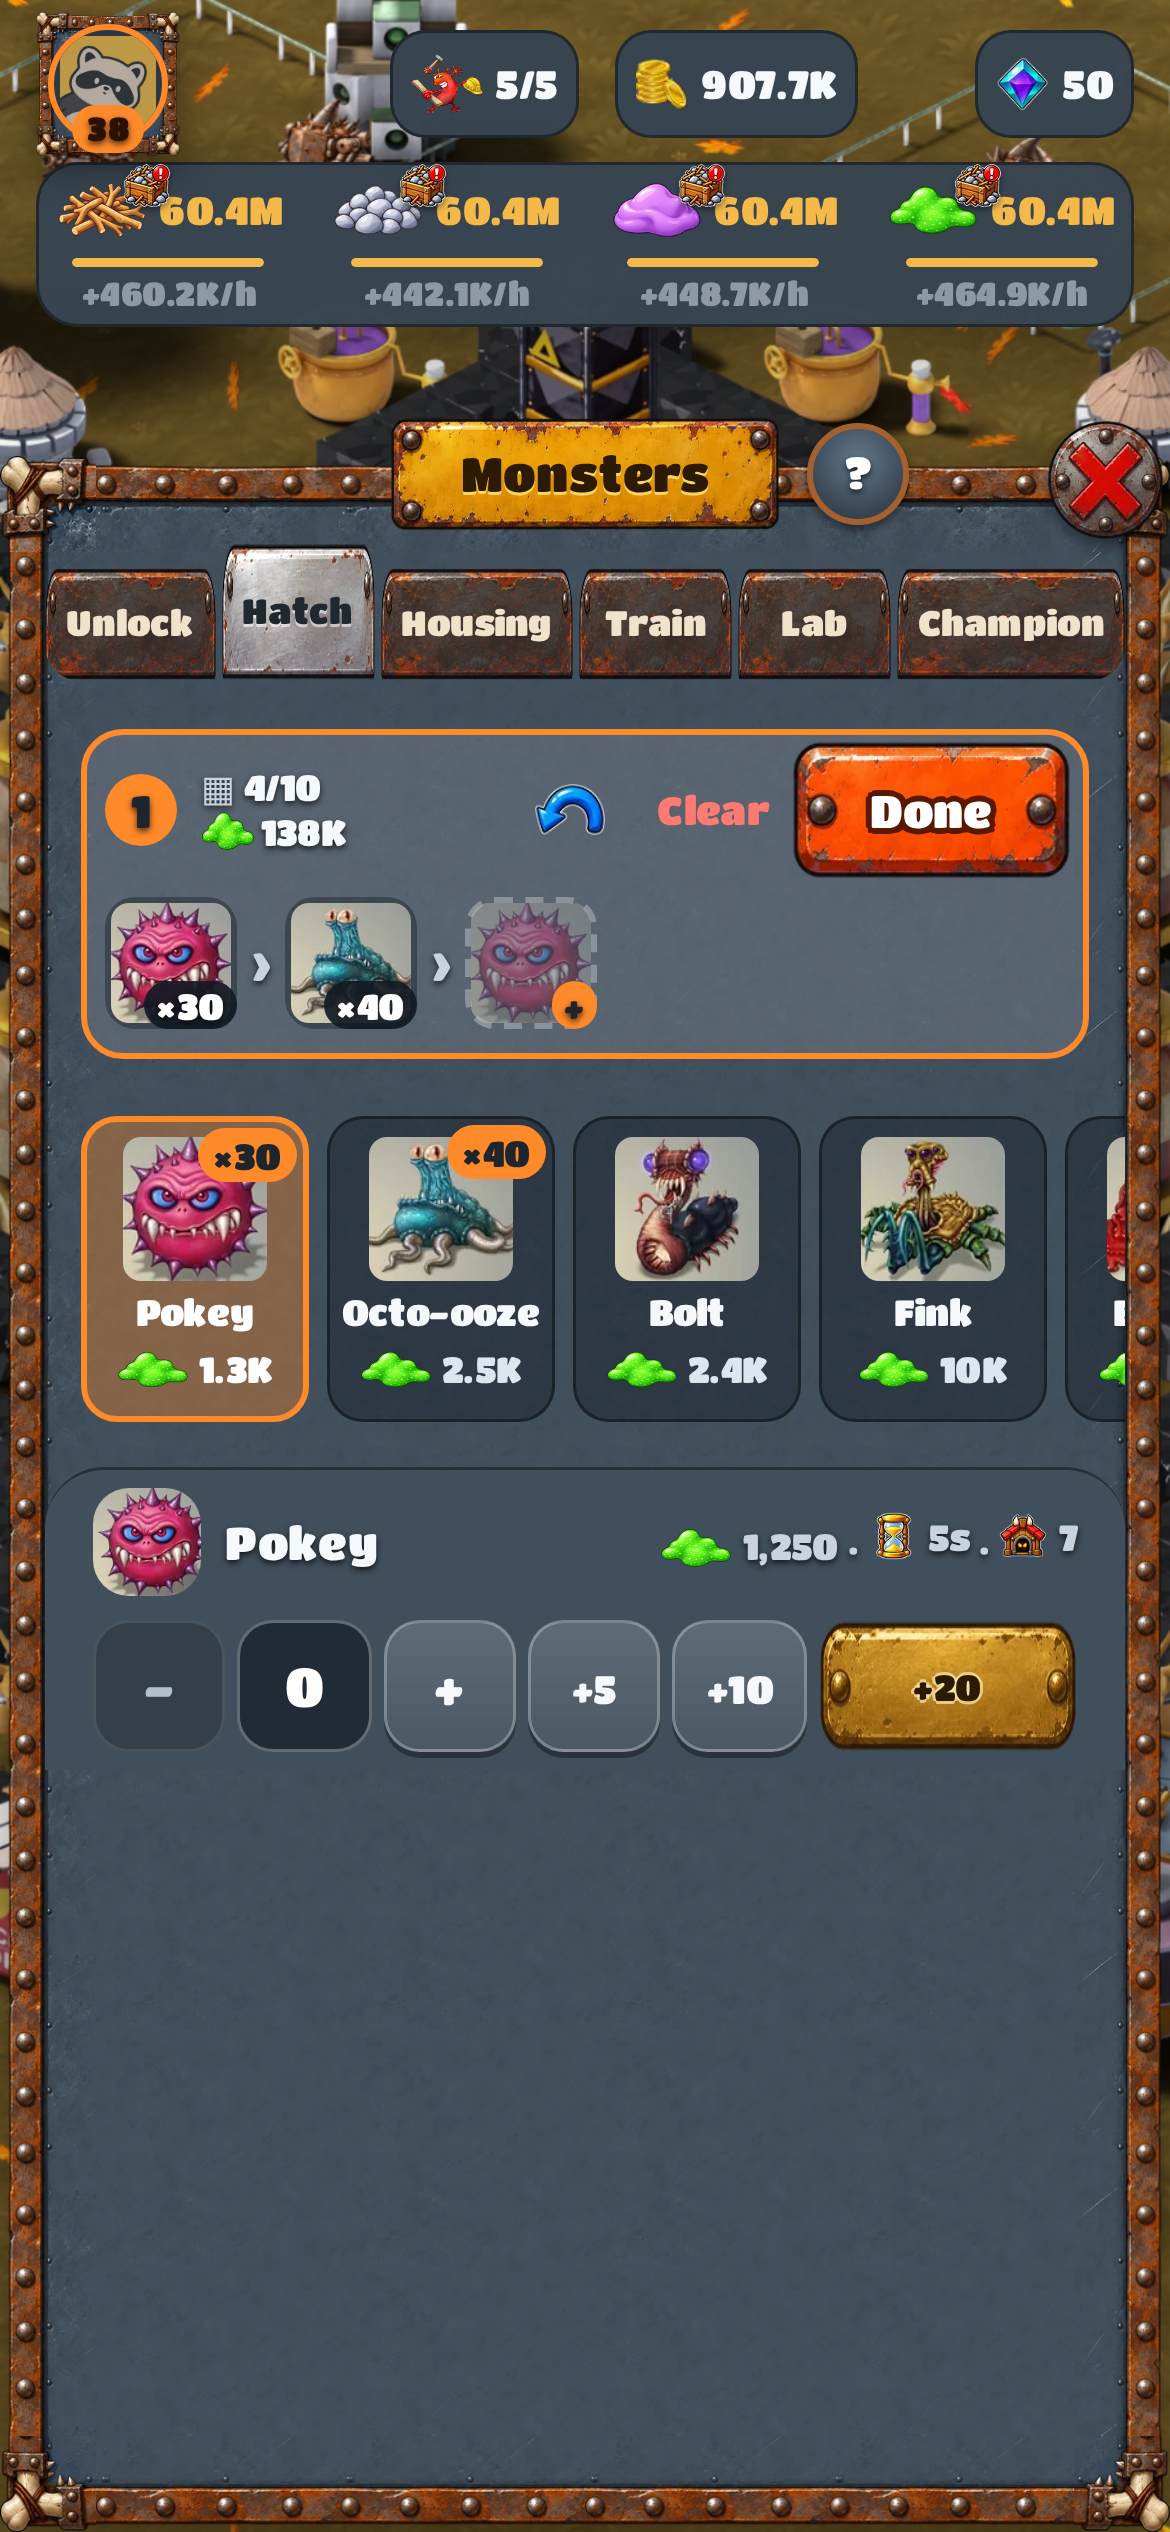 38
5/5
907.7K
50
60.4M
60.4M
60.4M
60.4M
+460.2K/h
+442.1K/h
+448.7K/h
+464.9K/h
Monsters
?
Unlock
Hatch
Housing
Train
Lab
Champion
1
4/10
138K
Clear
Done
×30
×40
+
×30
×40
Pokey
Octo-ooze
Bolt
Fink
1.3K
2.5K
2.4K
10K
Pokey
1,250 · 5s · 7
-
0
+
+5
+10
+20